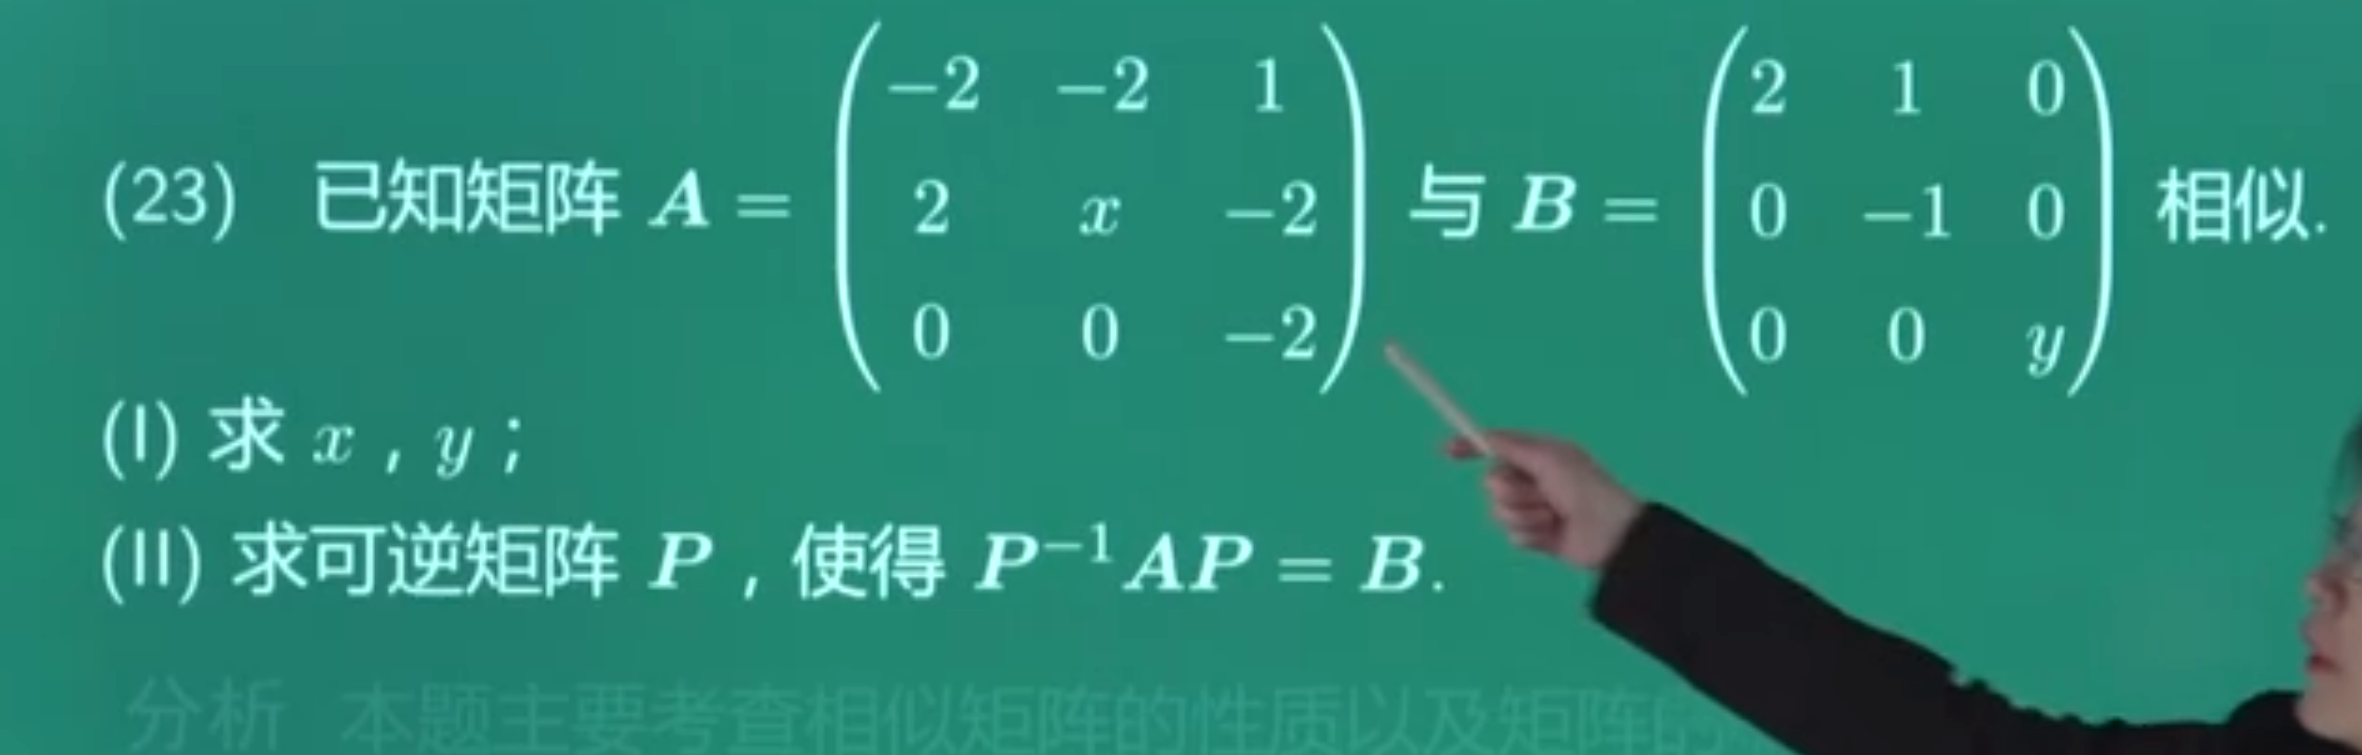 (23) 已知矩阵 A = \begin{pmatrix} -2 & -2 & 1 \\ 2 & x & -2 \\ 0 & 0 & -2 \end{pmatrix} 与 B = \begin{pmatrix} 2 & 1 & 0 \\ 0 & -1 & 0 \\ 0 & 0 & y \end{pmatrix} 相似.
(I) 求 x , y ;
(II) 求可逆矩阵 P , 使得 P^{-1}AP = B.
分析 本题主要考查相似矩阵的性质以及矩阵的